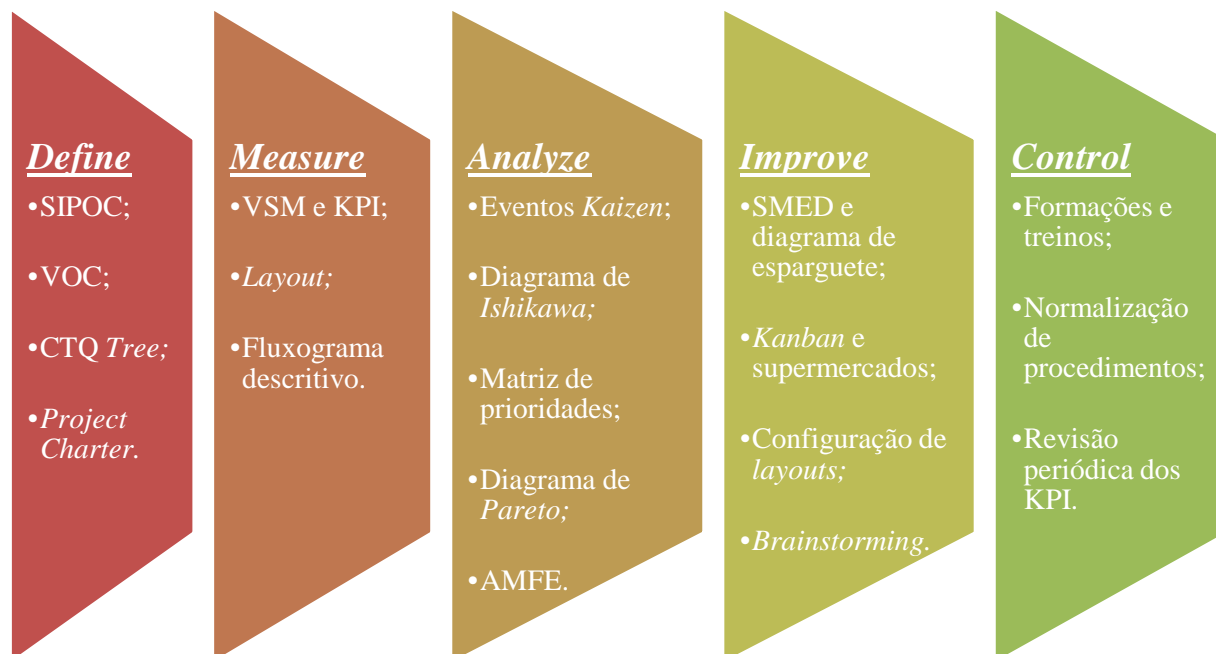 Define
•SIPOC;
•VOC;
•CTQ Tree;
•Project
Charter.
Measure
•VSM e KPI;
•Layout;
•Fluxograma
descritivo.
Analyze
•Eventos Kaizen;
•Diagrama de
Ishikawa;
•Matriz de
prioridades;
•Diagrama de
Pareto;
•AMFE.
Improve
•SMED e
diagrama de
esparguete;
•Kanban e
supermercados;
•Configuração de
layouts;
•Brainstorming.
Control
•Formações e
treinos;
•Normalização
de
procedimentos;
•Revisão
periódica dos
KPI.